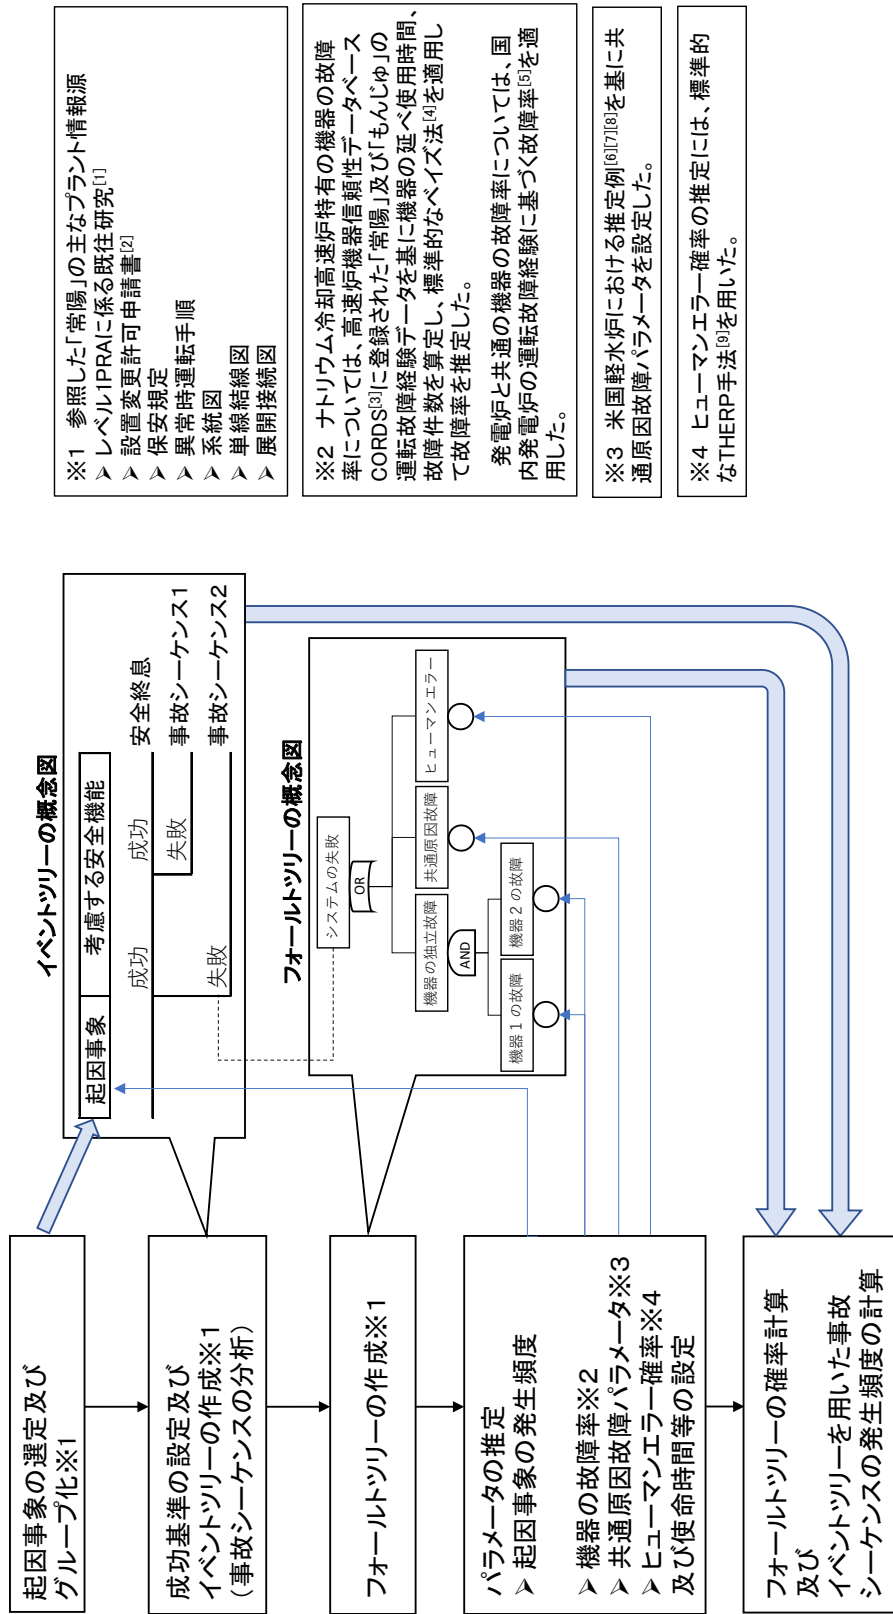 起因事象の選定及び
グループ化※1
成功基準の設定及び
イベントツリーの作成※1
(事故シーケンスの分析)
フォールトツリーの作成※1
パラメータの推定
➢ 起因事象の発生頻度
➢ 機器の故障率※2
➢ 共通原因故障パラメータ※3
➢ ヒューマンエラー確率※4
及び使命時間等の設定
フォールトツリーの確率計算
及び
イベントツリーを用いた事故
シーケンスの発生頻度の計算
イベントツリーの概念図
起因事象 考慮する安全機能
成功 成功 安全終息
失敗 事故シーケンス1
失敗 事故シーケンス2
フォールトツリーの概念図
システムの失敗
OR
機器の独立故障 共通原因故障 ヒューマンエラー
AND
機器1の故障 機器2の故障
※1 参照した「常陽」の主なプラント情報源
➢ レベル1PRAに係る既往研究[1]
➢ 設置変更許可申請書[2]
➢ 保安規定
➢ 異常時運転手順
➢ 系統図
➢ 単線結線図
➢ 展開接続図
※2 ナトリウム冷却高速炉特有の機器の故障
率については、高速炉機器信頼性データベース
CORDS[3]に登録された「常陽」及び「もんじゅ」の
運転故障経験データを基に機器の延べ使用時間、
故障件数を算定し、標準的なベイズ法[4]を適用し
て故障率を推定した。
発電炉と共通の機器の故障率については、国
内発電炉の運転故障経験に基づく故障率[5]を適
用した。
※3 米国軽水炉における推定例[6][7][8]を基に共
通原因故障パラメータを設定した。
※4 ヒューマンエラー確率の推定には、標準的
なTHERP手法[9]を用いた。